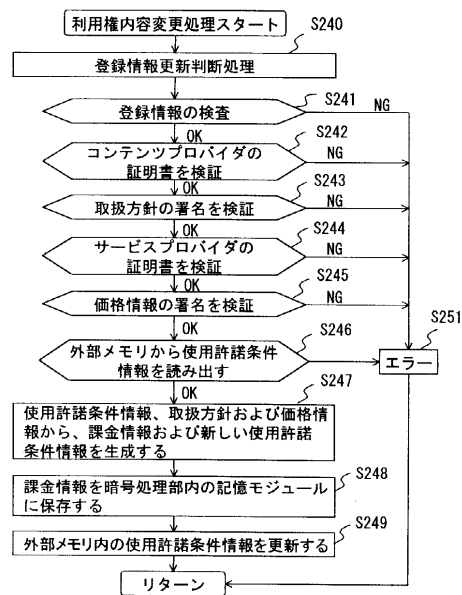 利用権内容変更処理スタート
S240
登録情報更新判断処理
S241
登録情報の検査
NG
OK
S242
コンテンツプロバイダの
証明書を検証
NG
OK
S243
取扱方針の署名を検証
NG
OK
S244
サービスプロバイダの
証明書を検証
NG
OK
S245
価格情報の署名を検証
NG
OK
S246
外部メモリから使用許諾条件
情報を読み出す
S251
エラー
OK
S247
使用許諾条件情報、取扱方針および価格情
報から、課金情報および新しい使用許諾
条件情報を生成する
S248
課金情報を暗号処理部内の記憶モジュール
に保存する
S249
外部メモリ内の使用許諾条件情報を更新する
リターン